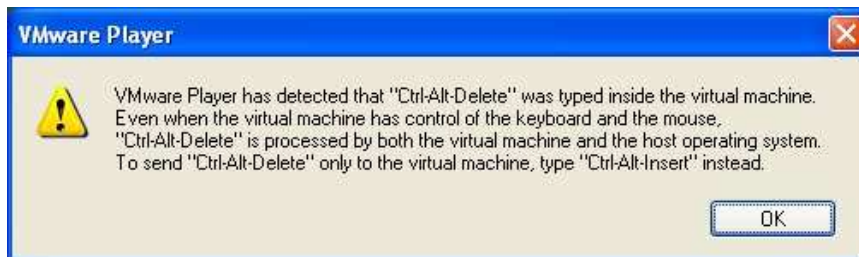 VMware Player
VMware Player has detected that "Ctrl-Alt-Delete" was typed inside the virtual machine.
Even when the virtual machine has control of the keyboard and the mouse,
"Ctrl-Alt-Delete" is processed by both the virtual machine and the host operating system.
To send "Ctrl-Alt-Delete" only to the virtual machine, type "Ctrl-Alt-Insert" instead.
OK